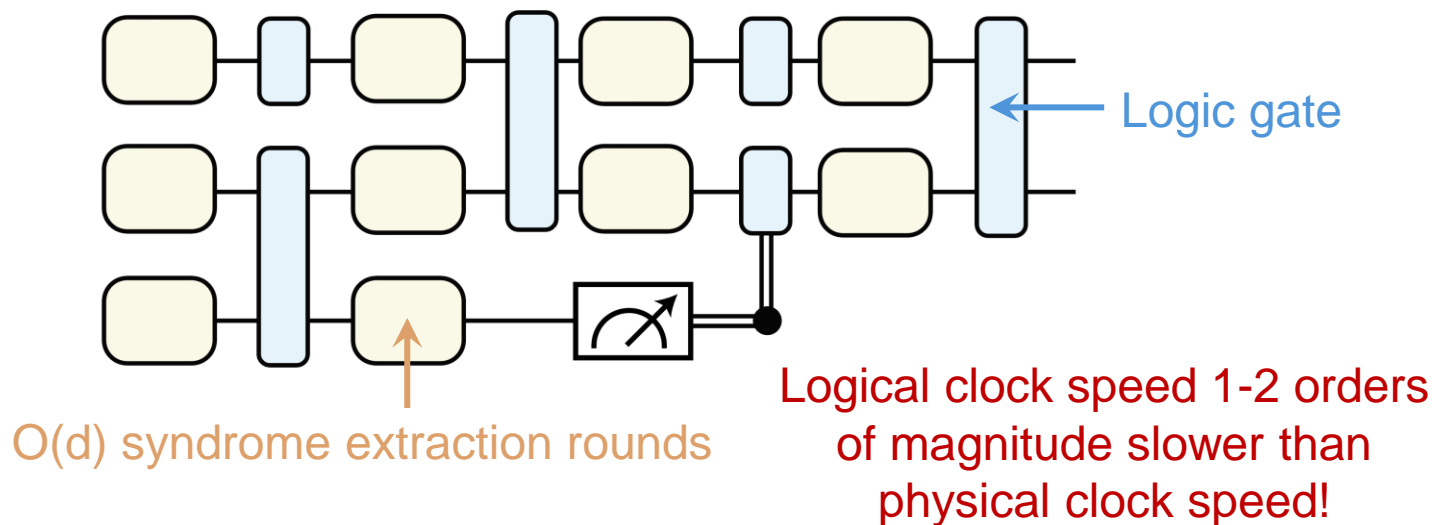 Logic gate
O(d) syndrome extraction rounds
Logical clock speed 1-2 orders
of magnitude slower than
physical clock speed!